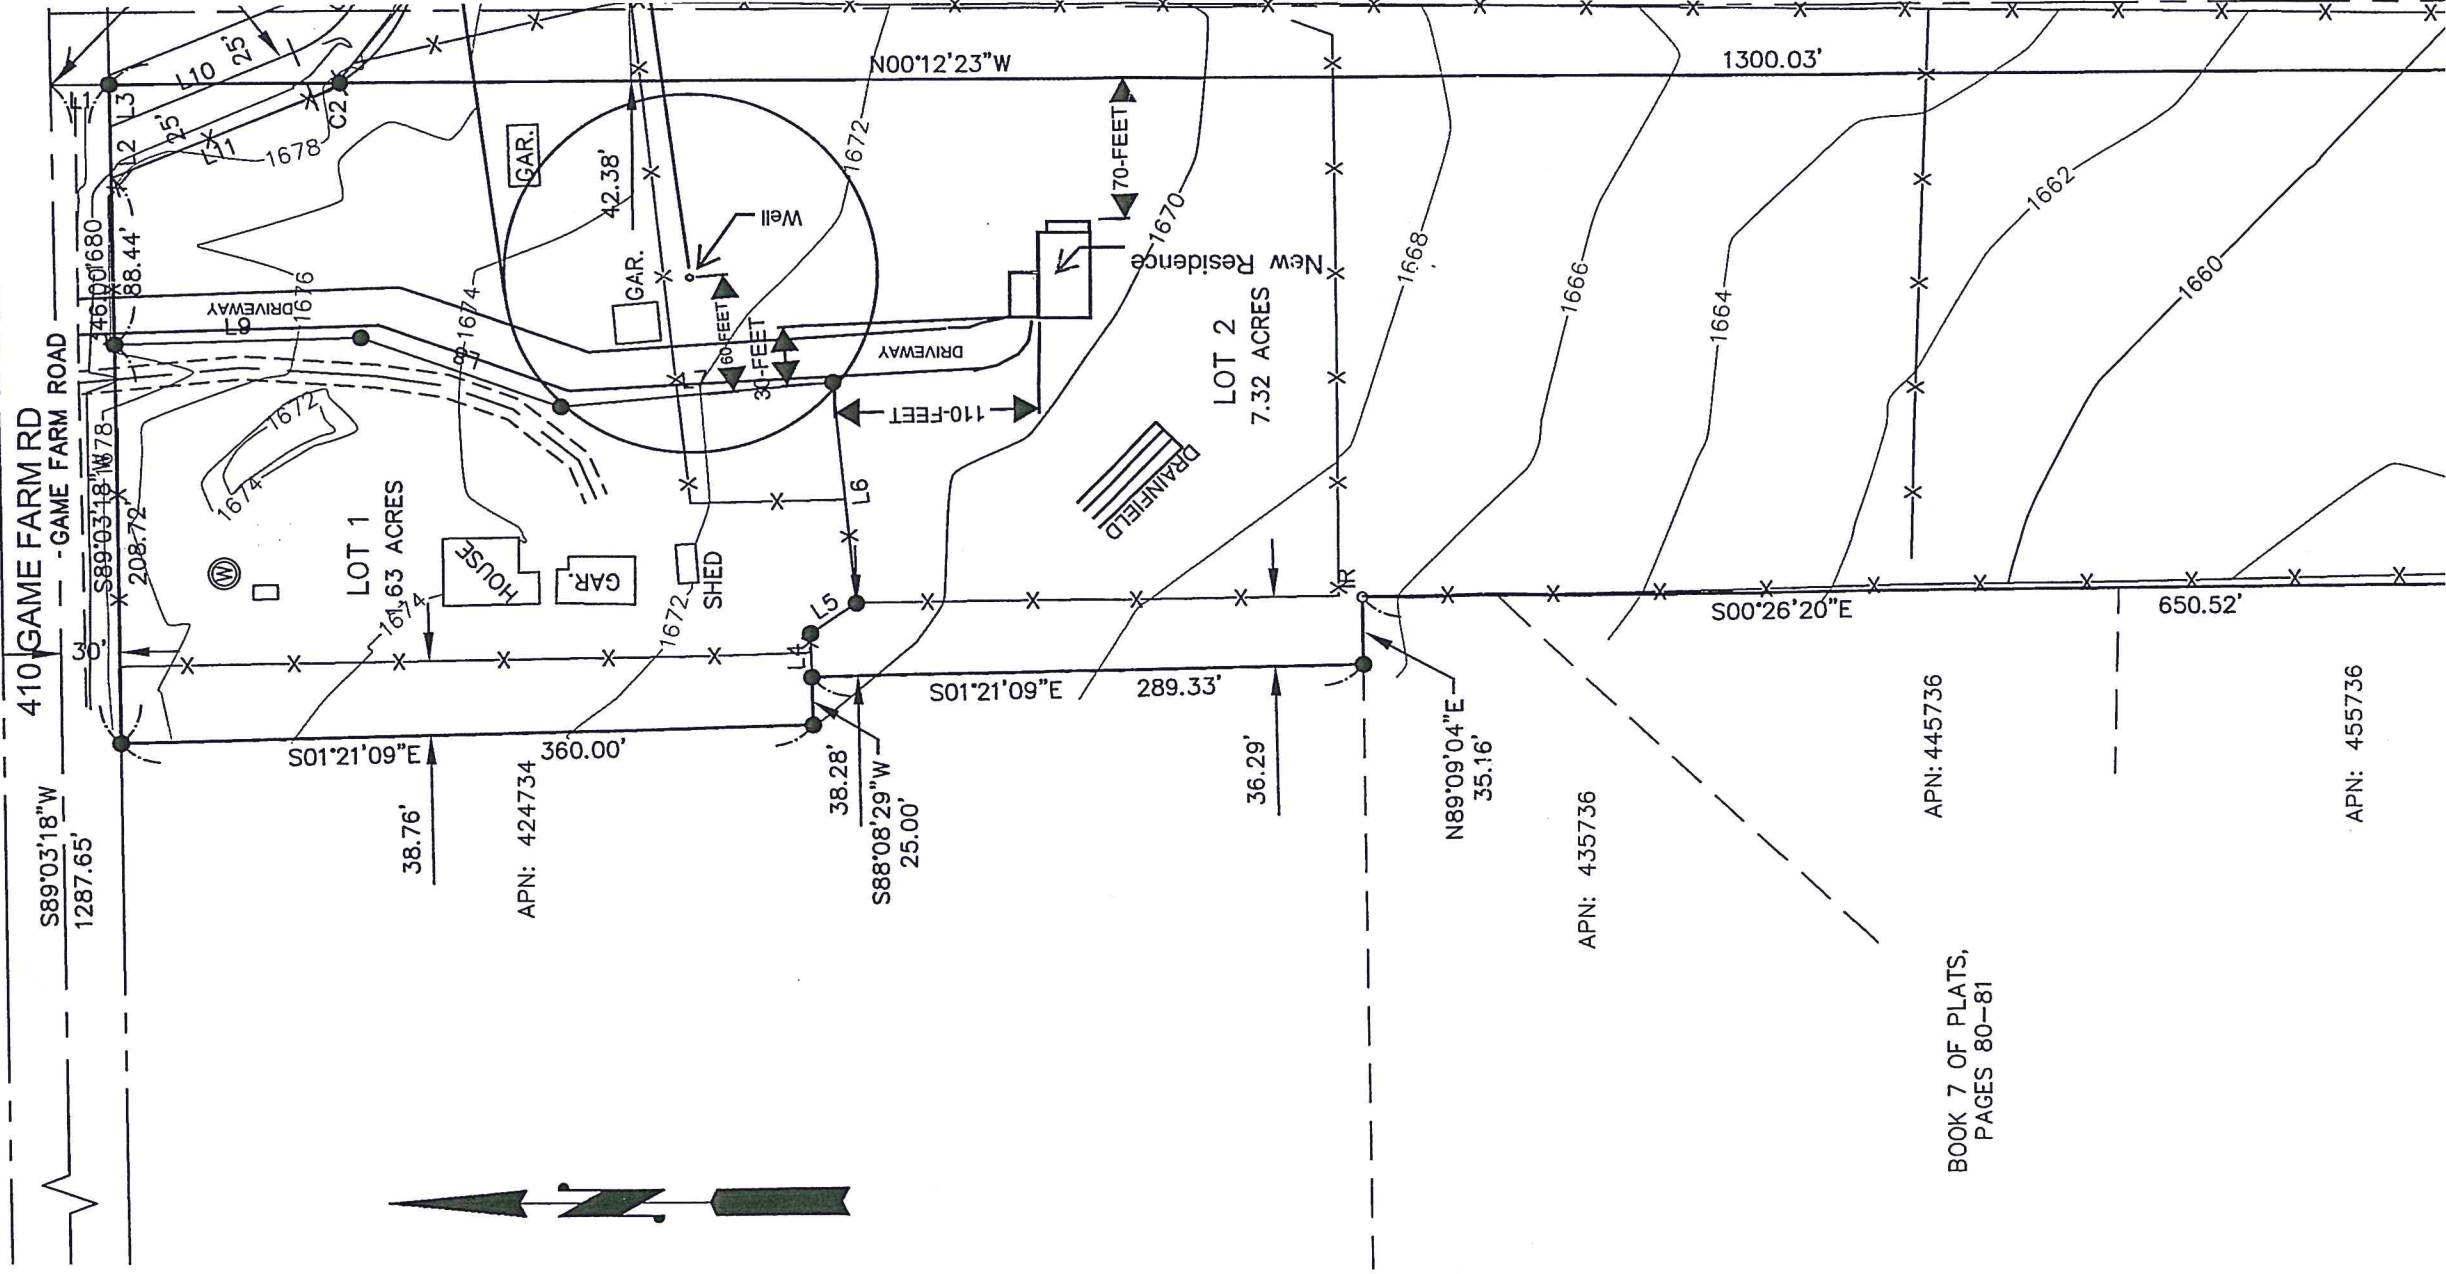 410 GAME FARM RD
GAME FARM ROAD
S89°03'18"W
1287.65'
30'
S89°03'18"W
208.72'
1678
88.44'
680
L1
L3
L2
L10
25'
25'
L11
C2
1678
1676
DRIVEWAY
L9
L8
1674
1672
1674
LOT 1
1.63 ACRES
1674
HOUSE
GAR.
SHED
1672
W
GAR.
42.38'
GAR.
Well
60-FEET
30-FEET
L7
DRIVEWAY
1672
N00°12'23"W
1300.03'
70-FEET
1670
New Residence
110-FEET
L6
L5
L4
DRAINFIELD
LOT 2
7.32 ACRES
1668
1666
1664
1662
1660
IR
S01°21'09"E
360.00'
38.76'
APN: 424734
38.28'
S88°08'29"W
25.00'
S01°21'09"E
289.33'
36.29'
N89°09'04"E
35.16'
S00°26'20"E
650.52'
APN: 435736
APN: 445736
APN: 455736
BOOK 7 OF PLATS,
PAGES 80-81
N